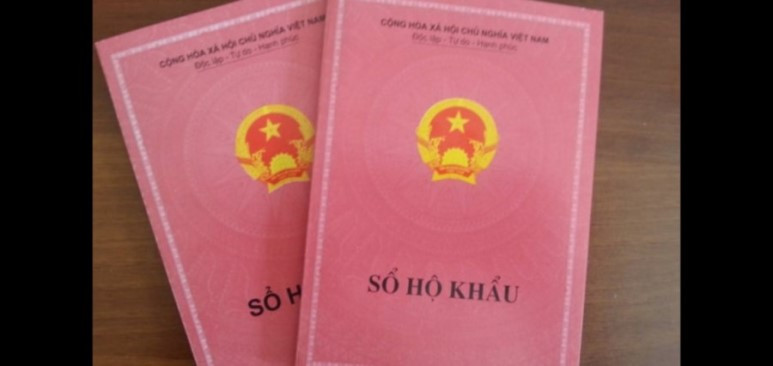 CỘNG HÒA XÃ HỘI CHỦ NGHĨA VIỆT NAM
Độc lập - Tự do - Hạnh phúc
SỔ H
CỘNG HÒA XÃ HỘI CHỦ NGHĨA VIỆT NAM
Độc lập - Tự do - Hạnh phúc
SỔ HỘ KHẨU